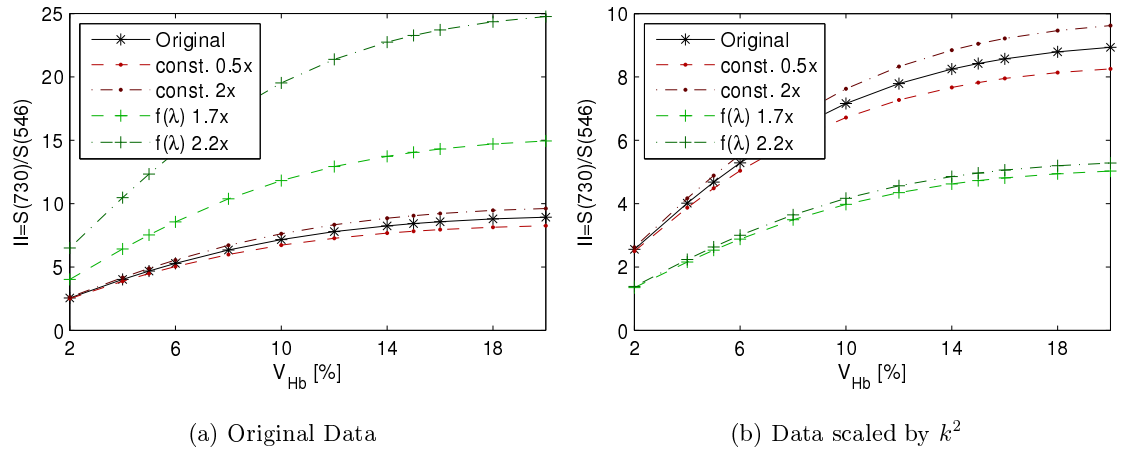 25
20
15
10
5
0
II=S(730)/S(546)
Original
const. 0.5x
const. 2x
f(λ) 1.7x
f(λ) 2.2x
2 6 10 14 18
V_Hb [%]
(a) Original Data
10
8
6
4
2
0
II=S(730)/S(546)
Original
const. 0.5x
const. 2x
f(λ) 1.7x
f(λ) 2.2x
2 6 10 14 18
V_Hb [%]
(b) Data scaled by k²